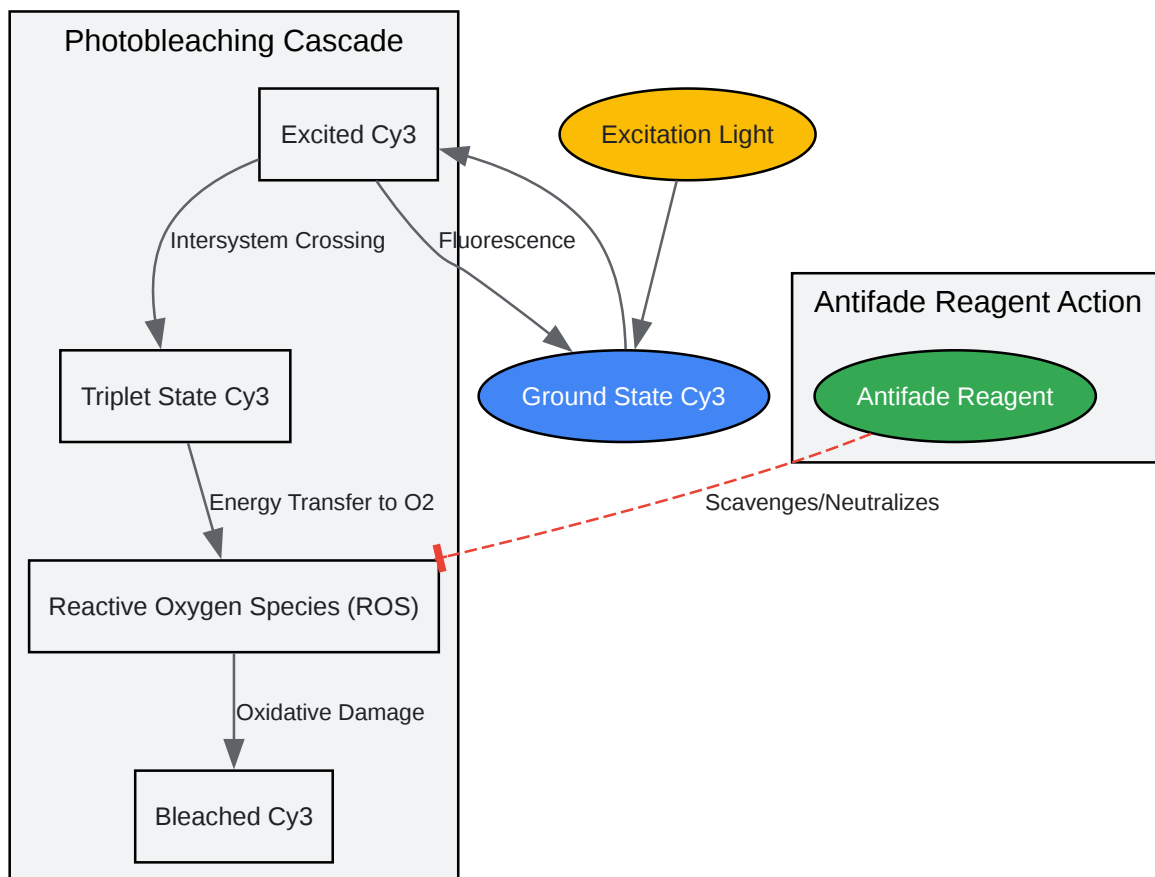 Photobleaching Cascade
Excited Cy3
Excitation Light
Intersystem Crossing
Fluorescence
Antifade Reagent Action
Triplet State Cy3
Ground State Cy3
Antifade Reagent
Energy Transfer to O2
Scavenges/Neutralizes
Reactive Oxygen Species (ROS)
Oxidative Damage
Bleached Cy3